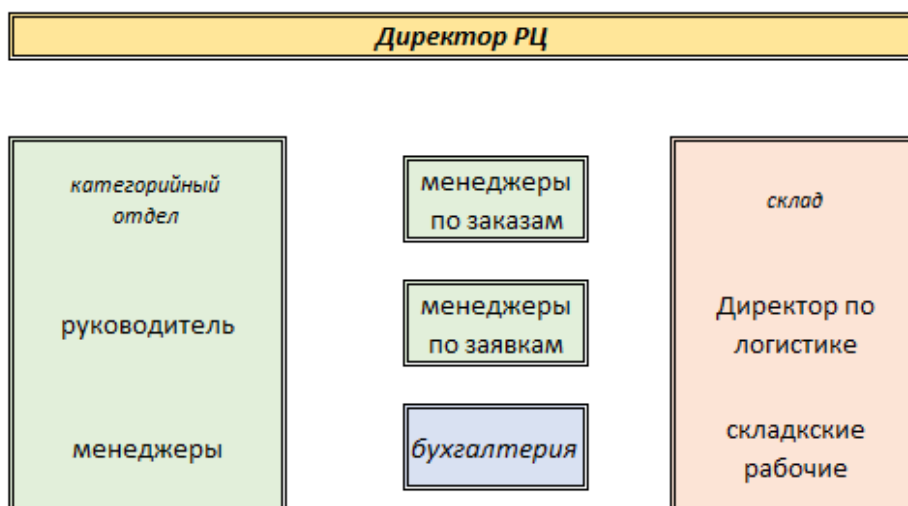 Директор РЦ
категорийный
отдел
руководитель
менеджеры
менеджеры
по заказам
менеджеры
по заявкам
бухгалтерия
склад
Директор по
логистике
складкские
рабочие